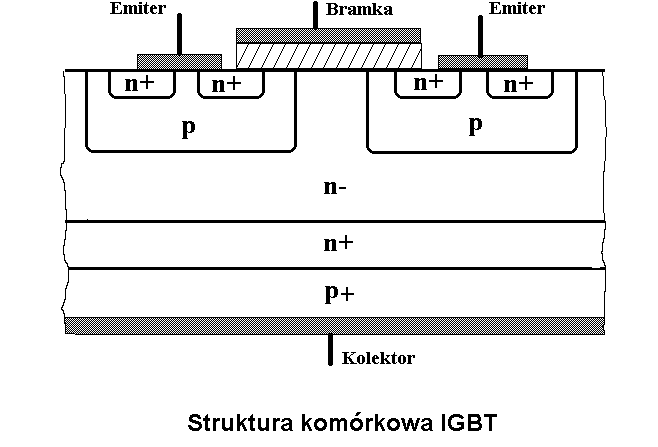 Emiter Bramka Emiter
n+ n+ n+ n+
p p
n-
n+
p+
Kolektor
Struktura komórkowa IGBT